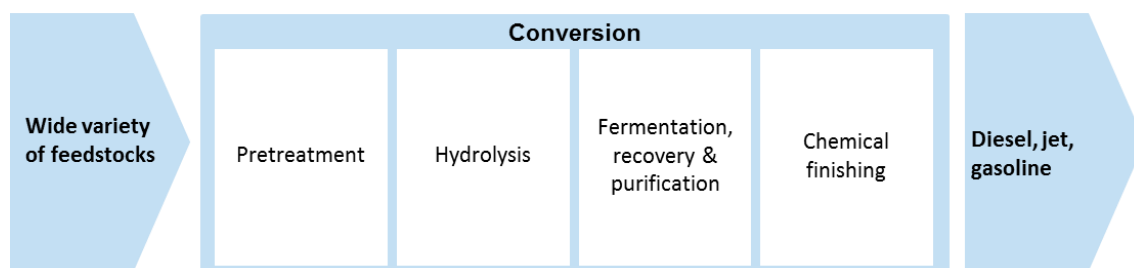 Conversion
Wide variety
of feedstocks
Pretreatment
Hydrolysis
Fermentation,
recovery &
purification
Chemical
finishing
Diesel, jet,
gasoline